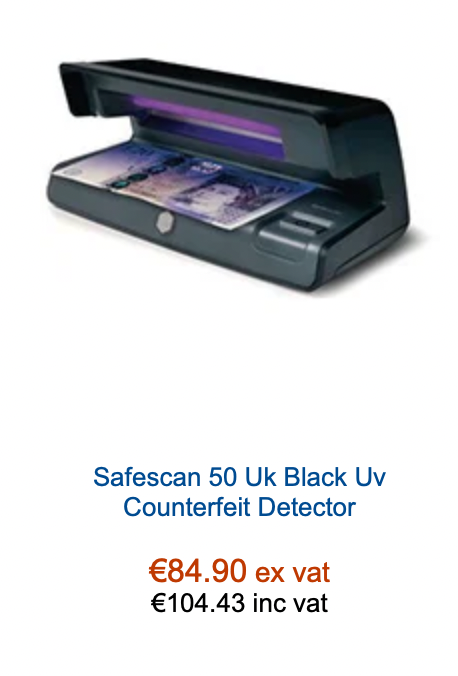 Safescan 50 Uk Black Uv
Counterfeit Detector
€84.90 ex vat
€104.43 inc vat